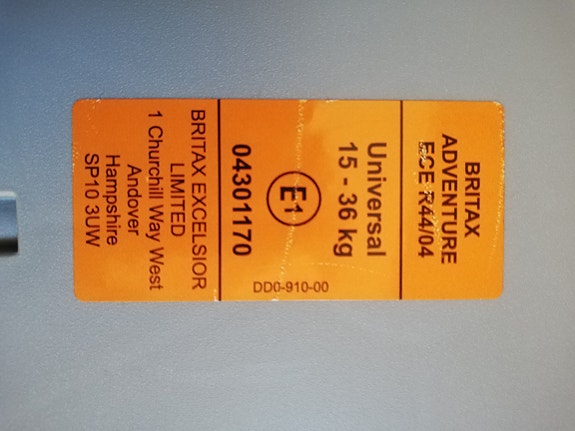 BRITAX
ADVENTURE
ECE R44/04
Universal
15 - 36 kg
E1
04301170
DD0-910-00
BRITAX EXCELSIOR
LIMITED
1 Churchill Way West
Andover
Hampshire
SP10 3UW